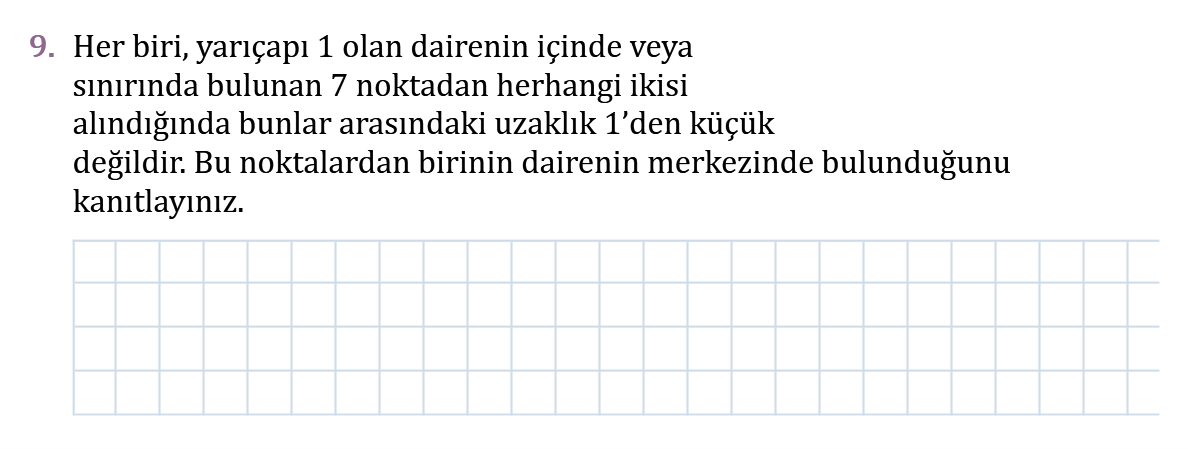 9. Her biri, yarıçapı 1 olan dairenin içinde veya
sınırında bulunan 7 noktadan herhangi ikisi
alındığında bunlar arasındaki uzaklık 1’den küçük
değildir. Bu noktalardan birinin dairenin merkezinde bulunduğunu
kanıtlayınız.